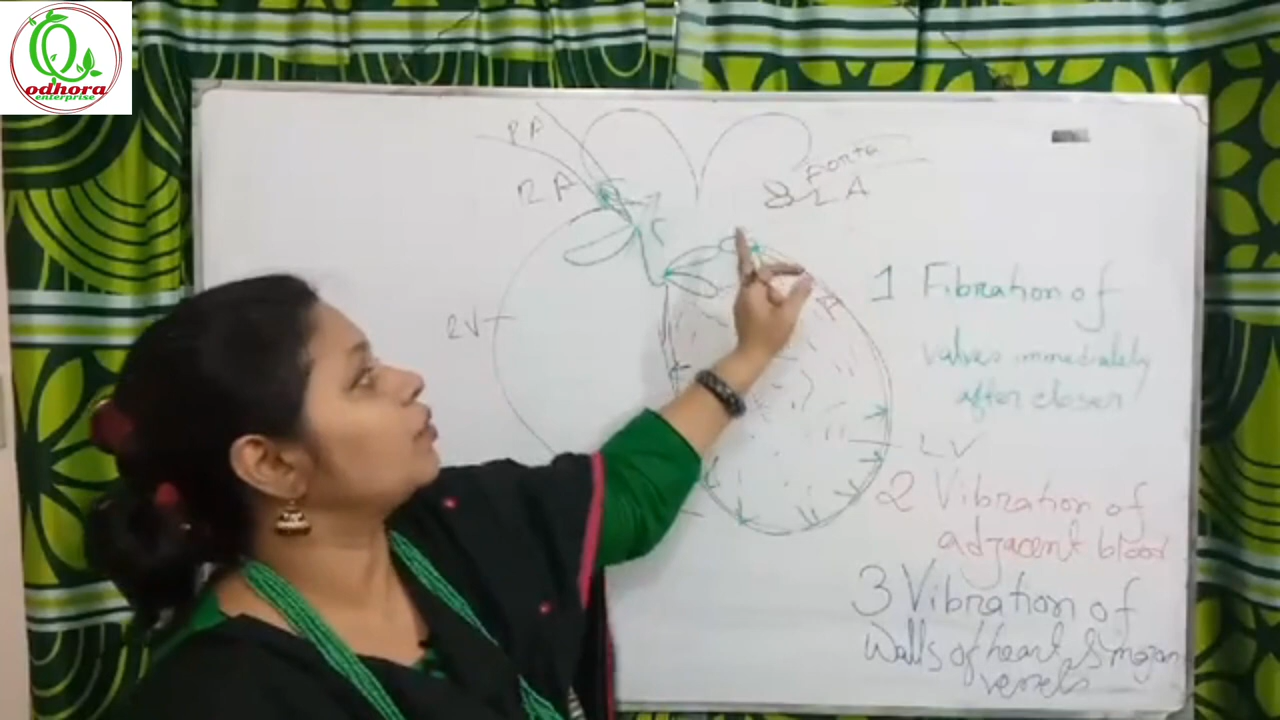 odhora
enterprise
PA
RA
Aorta
LA
RV
LV
1 Fibration of
valves immediately
after closer
2 Vibration of
adjacent blood
3 Vibration of
Walls of heart & major
vessels